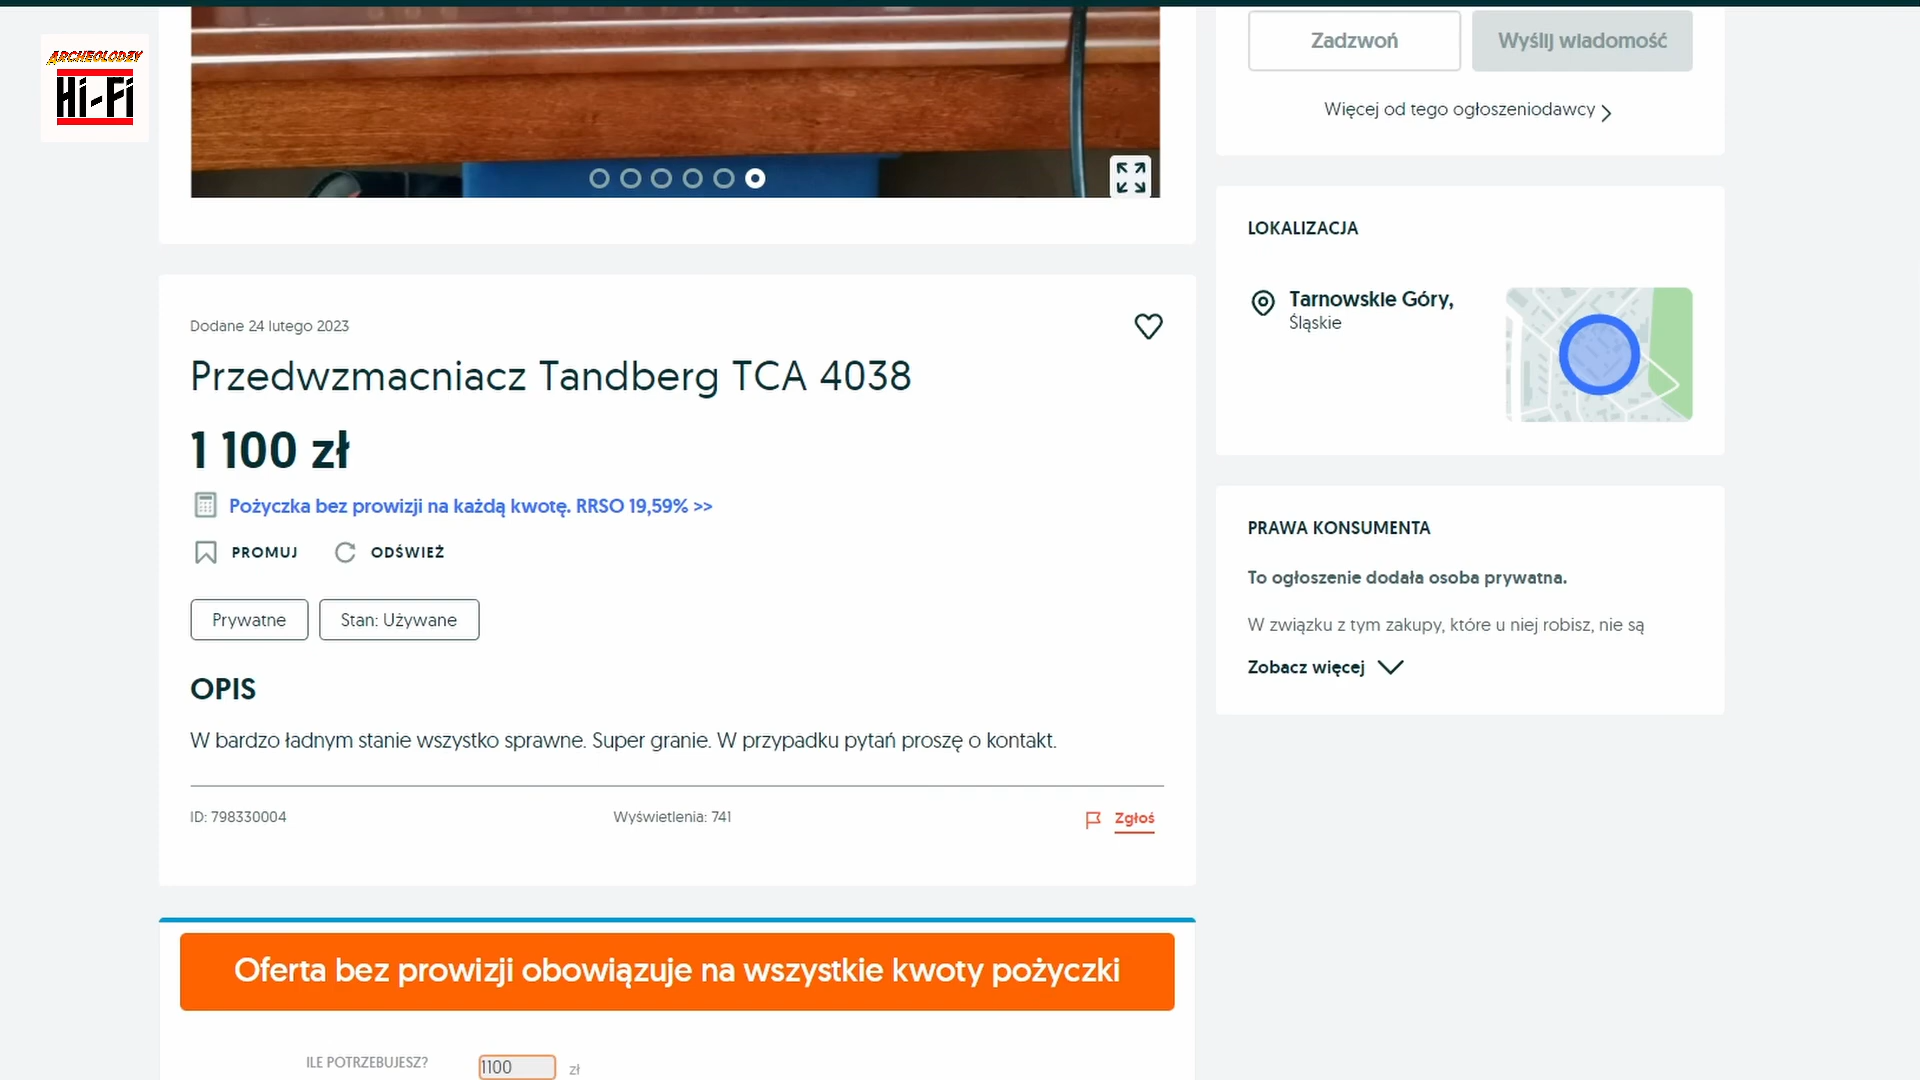 ARCHEOLODZY
Hi-Fi
Zadzwoń
Wyślij wiadomość
Więcej od tego ogłoszeniodawcy
LOKALIZACJA
Tarnowskie Góry,
Śląskie
Dodane 24 lutego 2023
Przedwzmacniacz Tandberg TCA 4038
1 100 zł
Pożyczka bez prowizji na każdą kwotę. RRSO 19,59% >>
PROMUJ
ODŚWIEŻ
Prywatne
Stan: Używane
OPIS
W bardzo ładnym stanie wszystko sprawne. Super granie. W przypadku pytań proszę o kontakt.
ID: 798330004
Wyświetlenia: 741
Zgłoś
PRAWA KONSUMENTA
To ogłoszenie dodała osoba prywatna.
W związku z tym zakupy, które u niej robisz, nie są
Zobacz więcej
Oferta bez prowizji obowiązuje na wszystkie kwoty pożyczki
ILE POTRZEBUJESZ?
1100
zł